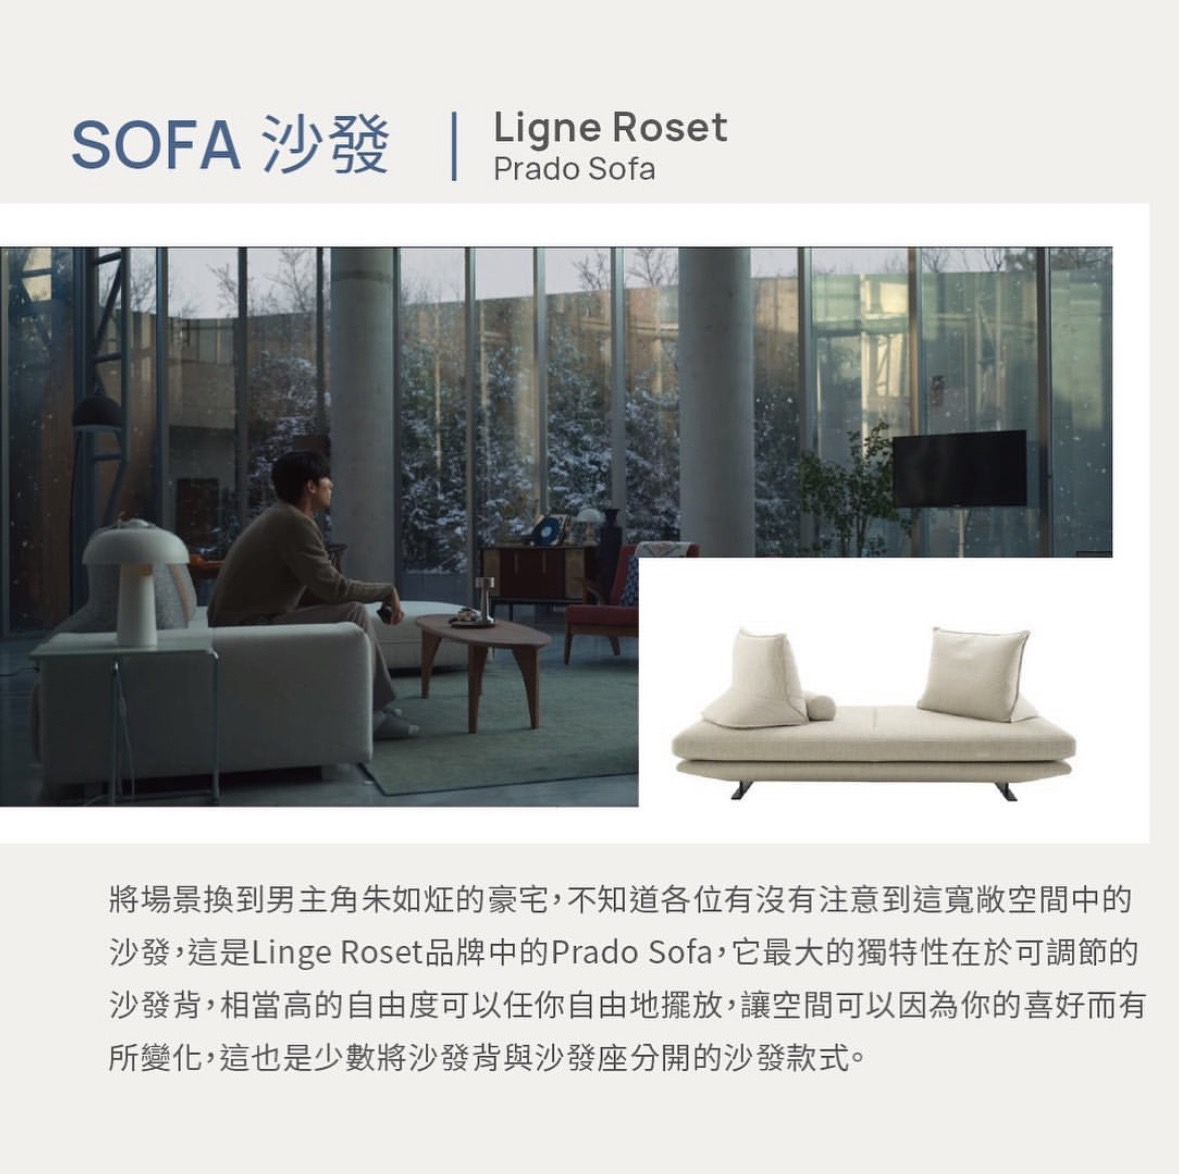 SOFA 沙發
Ligne Roset
Prado Sofa
將場景換到男主角朱如炡的豪宅，不知道各位有沒有注意到這寬敞空間中的
沙發，這是Linge Roset品牌中的Prado Sofa，它最大的獨特性在於可調節的
沙發背，相當高的自由度可以任你自由地擺放，讓空間可以因為你的喜好而有
所變化，這也是少數將沙發背與沙發座分開的沙發款式。